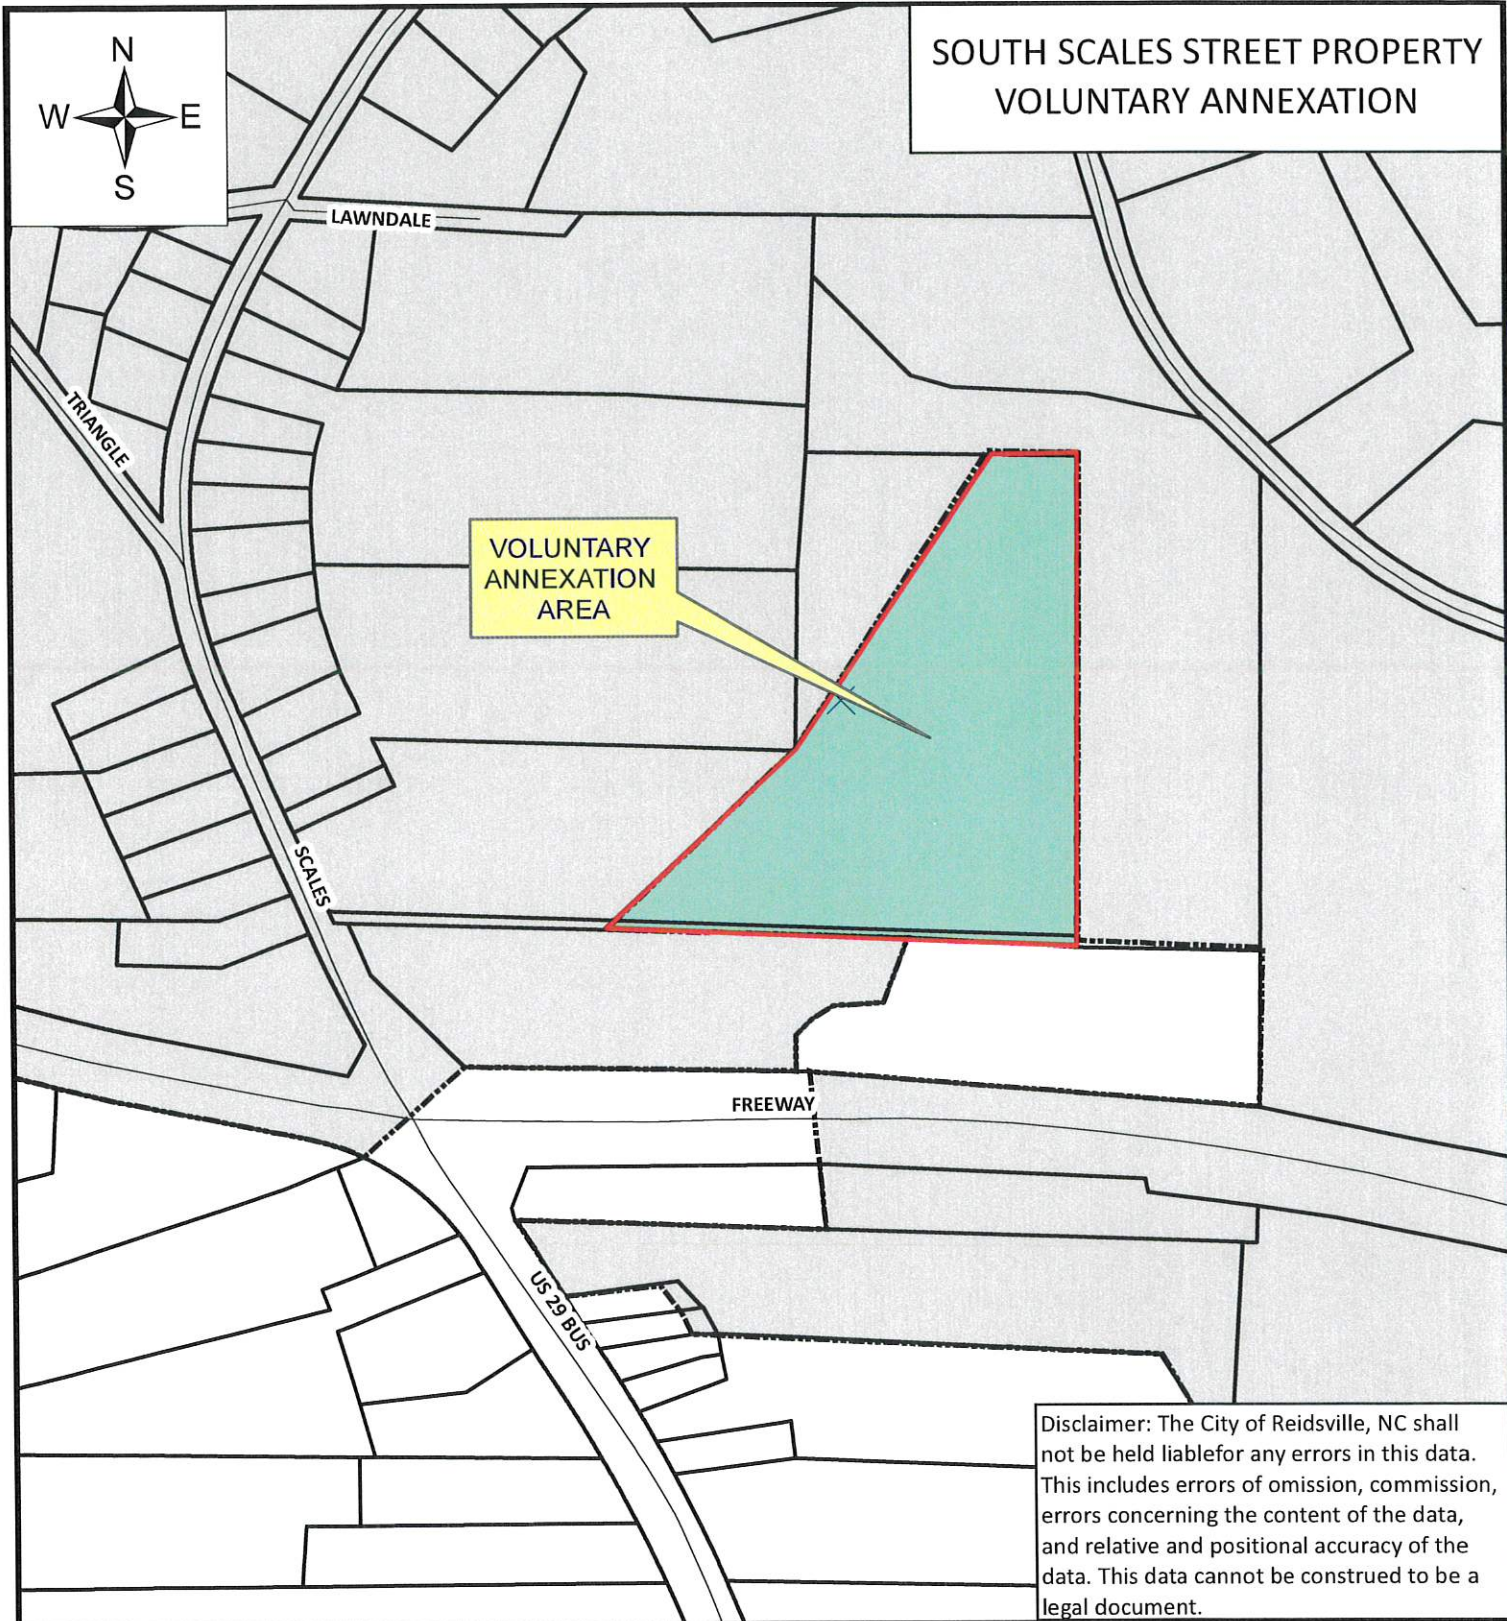 N
W E
S
SOUTH SCALES STREET PROPERTY
VOLUNTARY ANNEXATION
LAWNDALE
TRIANGLE
VOLUNTARY
ANNEXATION
AREA
SCALES
FREEWAY
US 29 BUS
Disclaimer: The City of Reidsville, NC shall
not be held liablefor any errors in this data.
This includes errors of omission, commission,
errors concerning the content of the data,
and relative and positional accuracy of the
data. This data cannot be construed to be a
legal document.